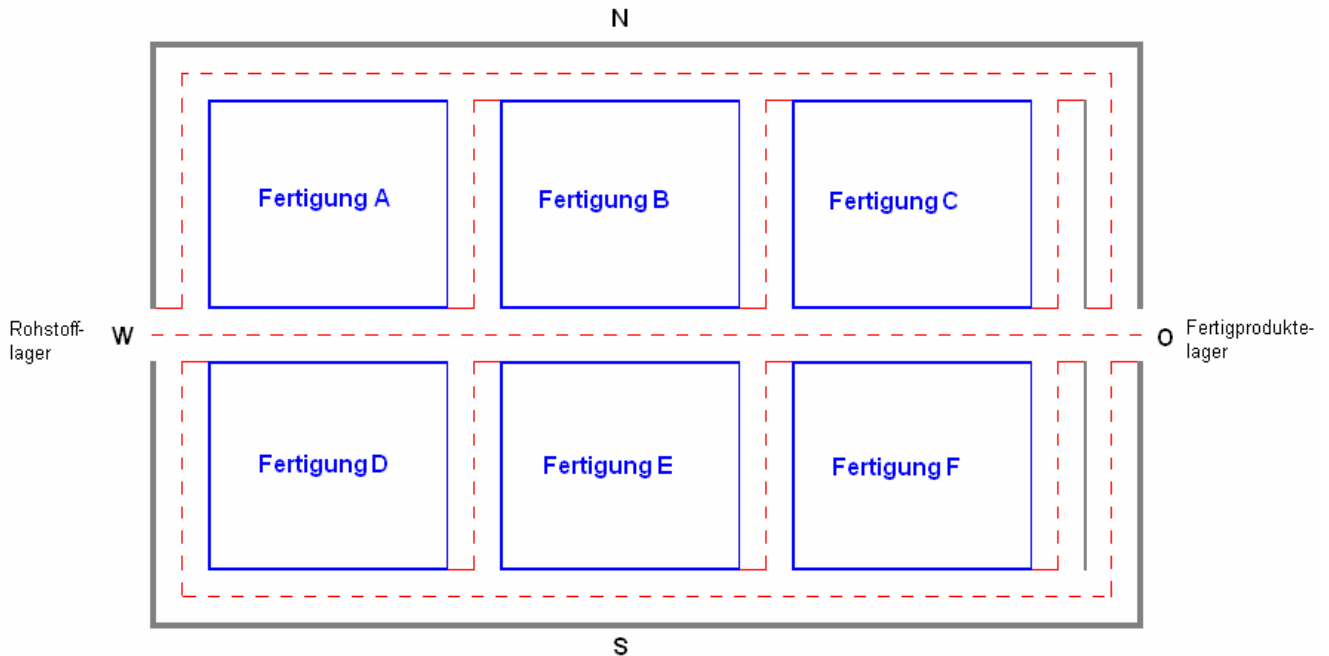 N
Fertigung A
Fertigung B
Fertigung C
Rohstoff-
lager
W
O
Fertigprodukte-
lager
Fertigung D
Fertigung E
Fertigung F
S